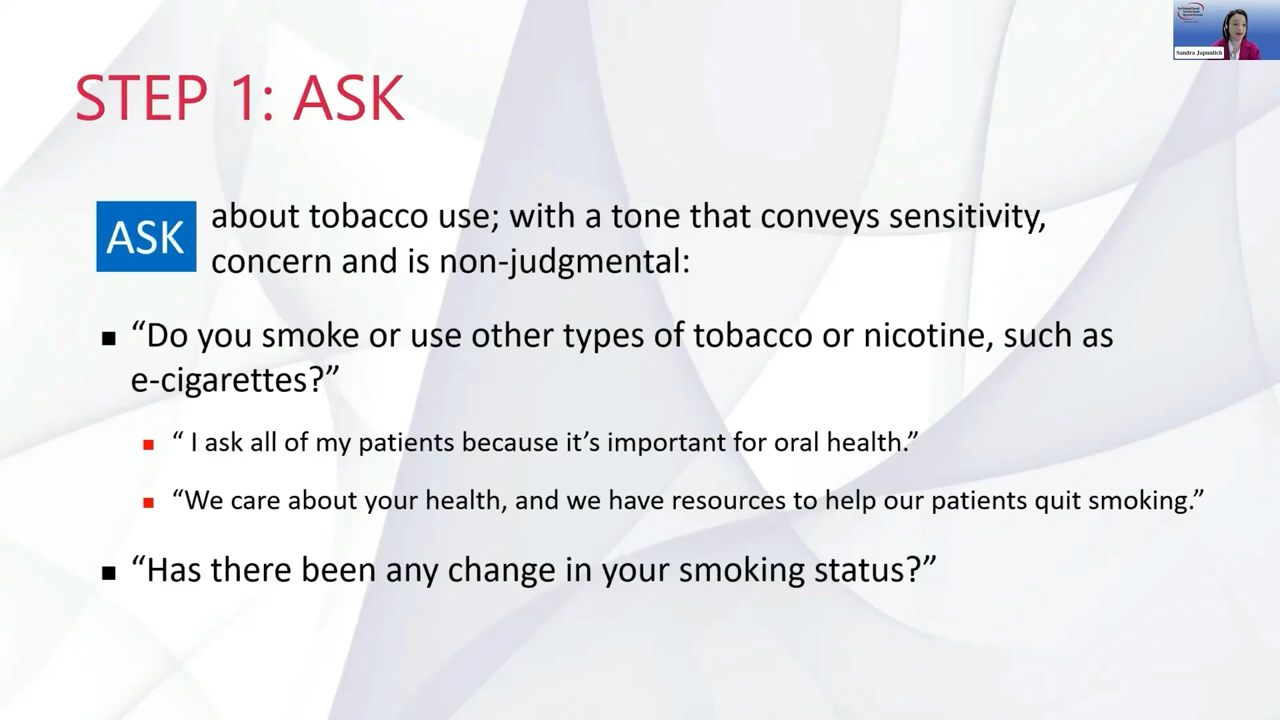 Sandra Japuntich
STEP 1: ASK
ASK
about tobacco use; with a tone that conveys sensitivity,
concern and is non-judgmental:
▪ “Do you smoke or use other types of tobacco or nicotine, such as
e-cigarettes?”
▪ “ I ask all of my patients because it’s important for oral health.”
▪ “We care about your health, and we have resources to help our patients quit smoking.”
▪ “Has there been any change in your smoking status?”